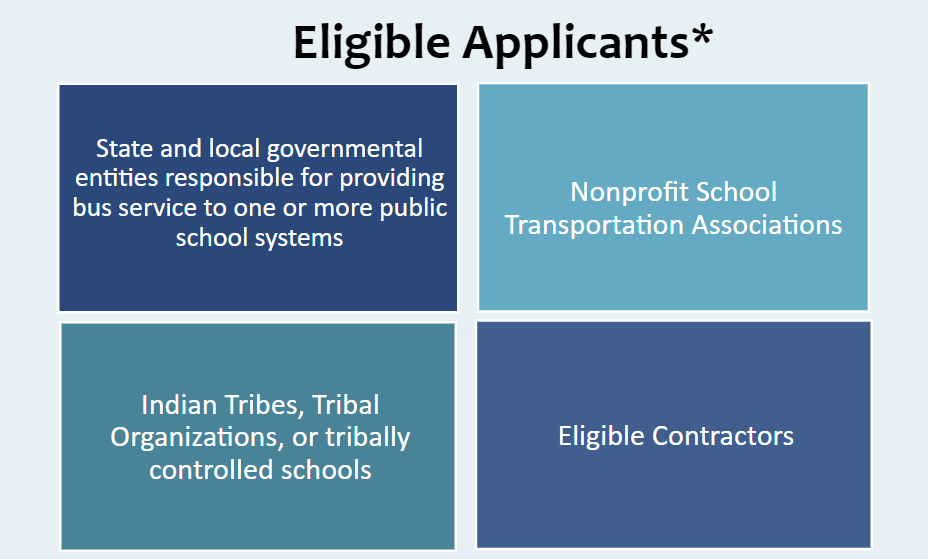 Eligible Applicants*
State and local governmental
entities responsible for providing
bus service to one or more public
school systems
Nonprofit School
Transportation Associations
Indian Tribes, Tribal
Organizations, or tribally
controlled schools
Eligible Contractors